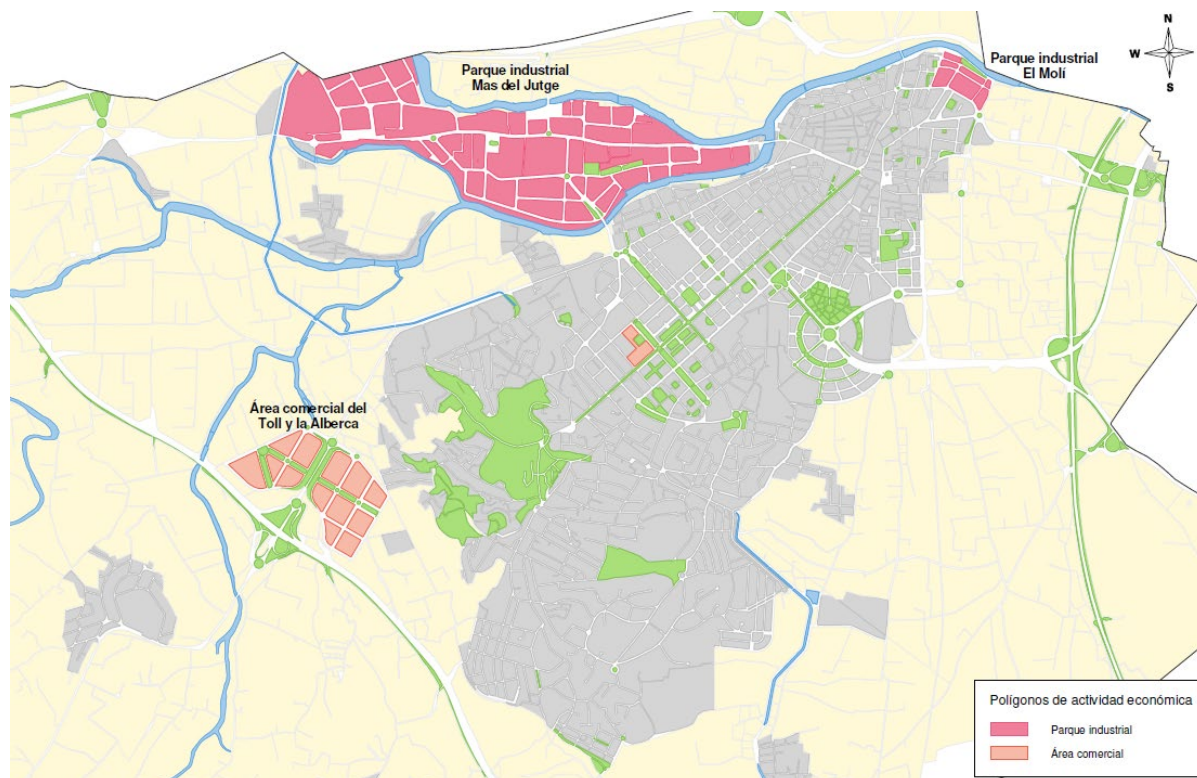 Parque industrial
Mas del Jutge
Parque industrial
El Molí
N
W
E
S
Área comercial del
Toll y la Alberca
Polígonos de actividad económica
Parque industrial
Área comercial